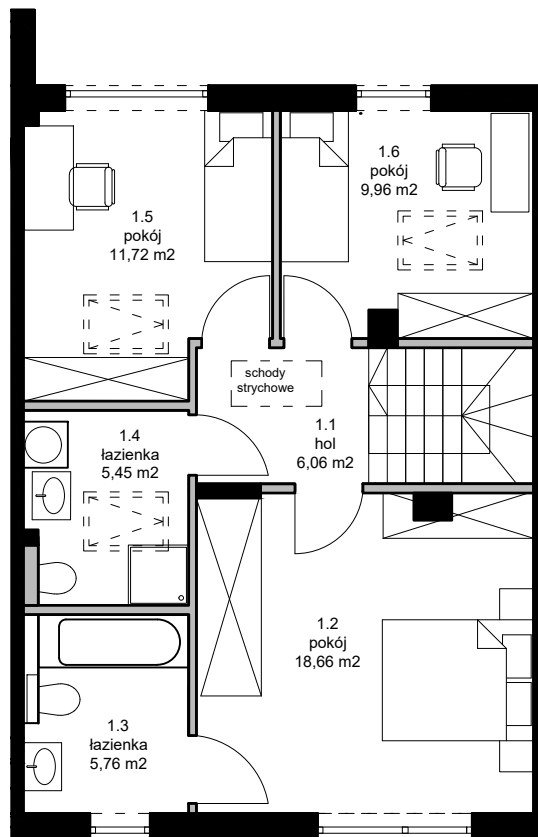 1.6
pokój
9,96 m2
1.5
pokój
11,72 m2
schody
strychowe
1.1
hol
6,06 m2
1.4
łazienka
5,45 m2
1.2
pokój
18,66 m2
1.3
łazienka
5,76 m2